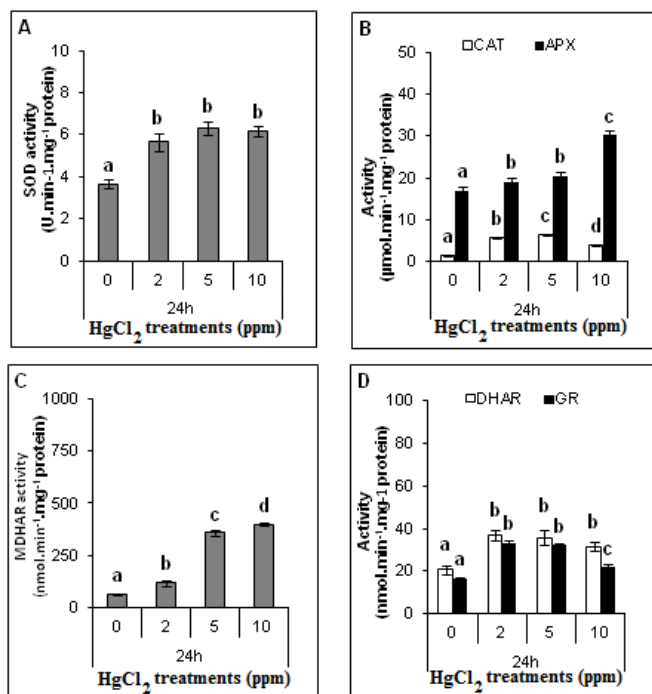 A
SOD activity
(U.min-1.mg⁻¹ protein)
10
8
6
4
2
0
a
b
b
b
0 2 5 10
24h
HgCl₂ treatments (ppm)
B
CAT APX
Activity
(µmol.min⁻¹.mg⁻¹ protein)
50
40
30
20
10
0
a
a
b
b
c
b
d
c
0 2 5 10
24h
HgCl₂ treatments (ppm)
C
MDHAR activity
(nmol.min⁻¹.mg⁻¹ protein)
1000
750
500
250
0
a
b
c
d
0 2 5 10
24h
HgCl₂ treatments (ppm)
D
DHAR GR
Activity
(nmol.min⁻¹.mg-1 protein)
100
80
60
40
20
0
a
a
b
b
b
b
b
c
0 2 5 10
24h
HgCl₂ treatments (ppm)